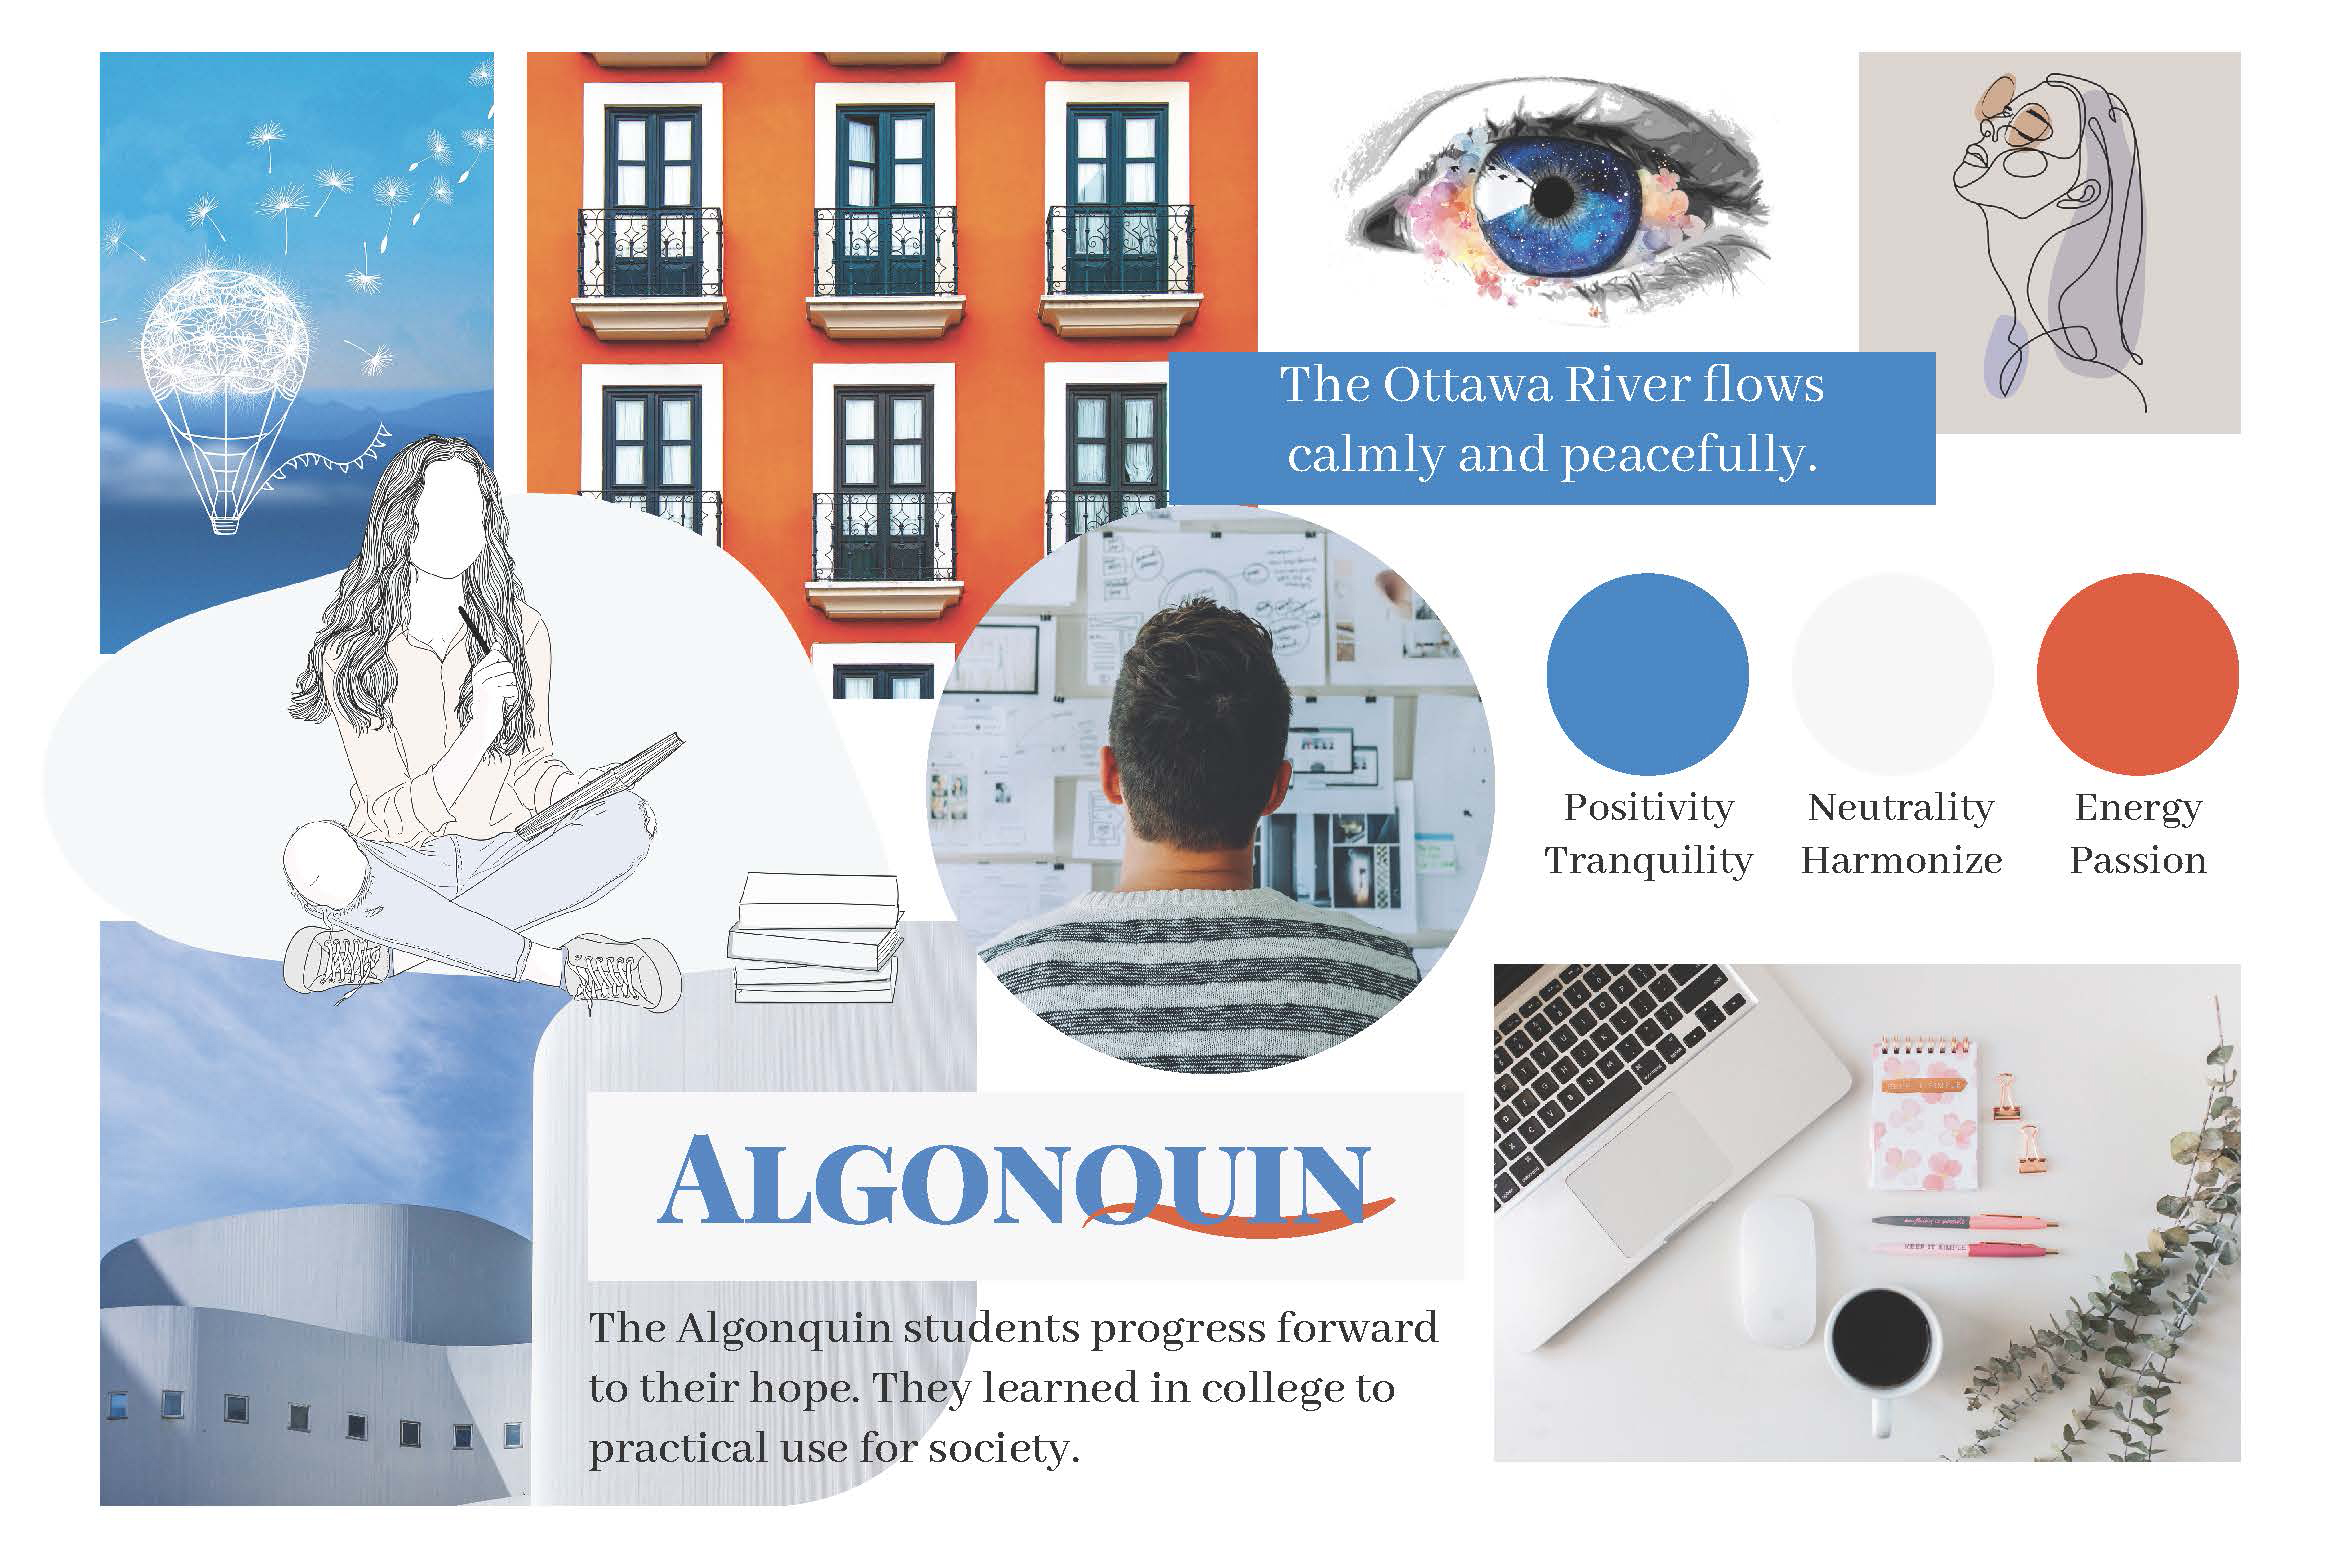 The Ottawa River flows
calmly and peacefully.
Positivity
Tranquility
Neutrality
Harmonize
Energy
Passion
KEEP IT SIMPLE
ALGONQUIN
The Algonquin students progress forward
to their hope. They learned in college to
practical use for society.